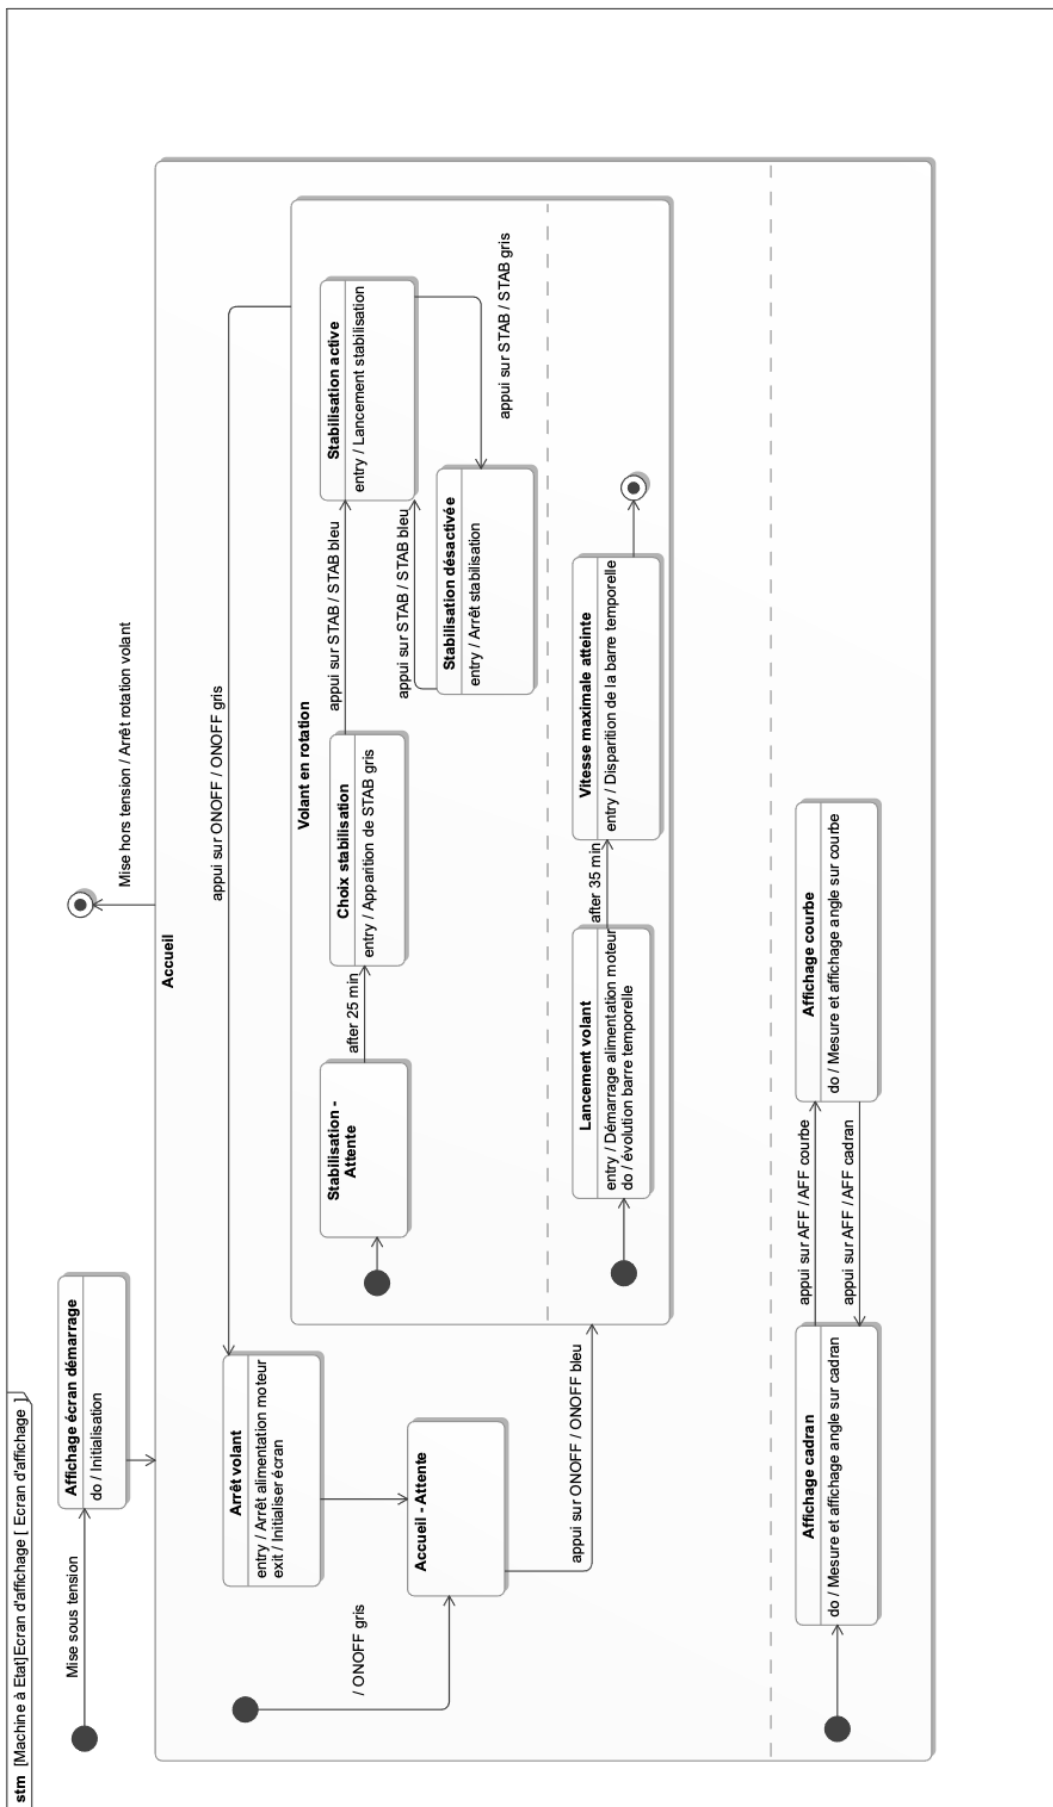 stm [Machine à Etat]Ecran d'affichage [ Ecran d'affichage ]
Mise sous tension
Affichage écran démarrage
do / Initialisation
Mise hors tension / Arrêt rotation volant
Accueil
appui sur ONOFF / ONOFF gris
Arrêt volant
entry / Arrêt alimentation moteur
exit / Initialiser écran
/ ONOFF gris
Accueil - Attente
appui sur ONOFF / ONOFF bleu
Volant en rotation
Stabilisation -
Attente
after 25 min
Choix stabilisation
entry / Apparition de STAB gris
appui sur STAB / STAB bleu
Stabilisation active
entry / Lancement stabilisation
appui sur STAB / STAB bleu
Stabilisation désactivée
entry / Arrêt stabilisation
appui sur STAB / STAB gris
Lancement volant
entry / Démarrage alimentation moteur
do / évolution barre temporelle
after 35 min
Vitesse maximale atteinte
entry / Disparition de la barre temporelle
Affichage cadran
do / Mesure et affichage angle sur cadran
appui sur AFF / AFF courbe
appui sur AFF / AFF cadran
Affichage courbe
do / Mesure et affichage angle sur courbe